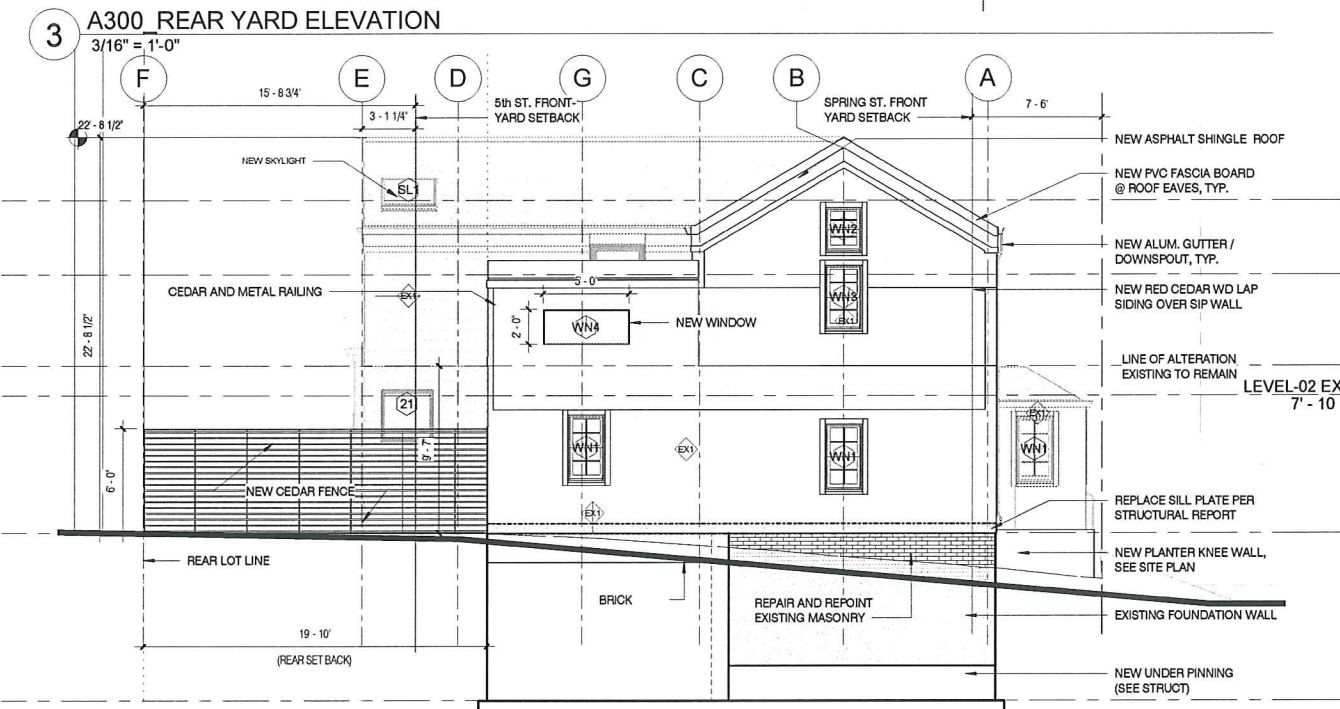 3
A300_REAR YARD ELEVATION
3/16" = 1'-0"
F
E
D
G
C
B
A
15' - 8 3/4"
3 - 1 1/4"
5th ST. FRONT-
YARD SETBACK
SPRING ST. FRONT
YARD SETBACK
7 - 6'
22' - 8 1/2"
NEW SKYLIGHT
SL1
NEW ASPHALT SHINGLE ROOF
NEW PVC FASCIA BOARD
@ ROOF EAVES, TYP.
WN2
NEW ALUM. GUTTER /
DOWNSPOUT, TYP.
CEDAR AND METAL RAILING
5 - 0'
EX1
WN3
EX1
NEW RED CEDAR WD LAP
SIDING OVER SIP WALL
22' - 8 1/2"
2' - 0"
WN4
NEW WINDOW
LINE OF ALTERATION
EXISTING TO REMAIN
LEVEL-02 EX
7' - 10
21
EX1
9' - 7"
WN1
EX1
WN1
WN1
6' - 0"
NEW CEDAR FENCE
EX1
REPLACE SILL PLATE PER
STRUCTURAL REPORT
REAR LOT LINE
NEW PLANTER KNEE WALL,
SEE SITE PLAN
BRICK
REPAIR AND REPOINT
EXISTING MASONRY
EXISTING FOUNDATION WALL
19 - 10'
(REAR SET BACK)
NEW UNDER PINNING
(SEE STRUCT)